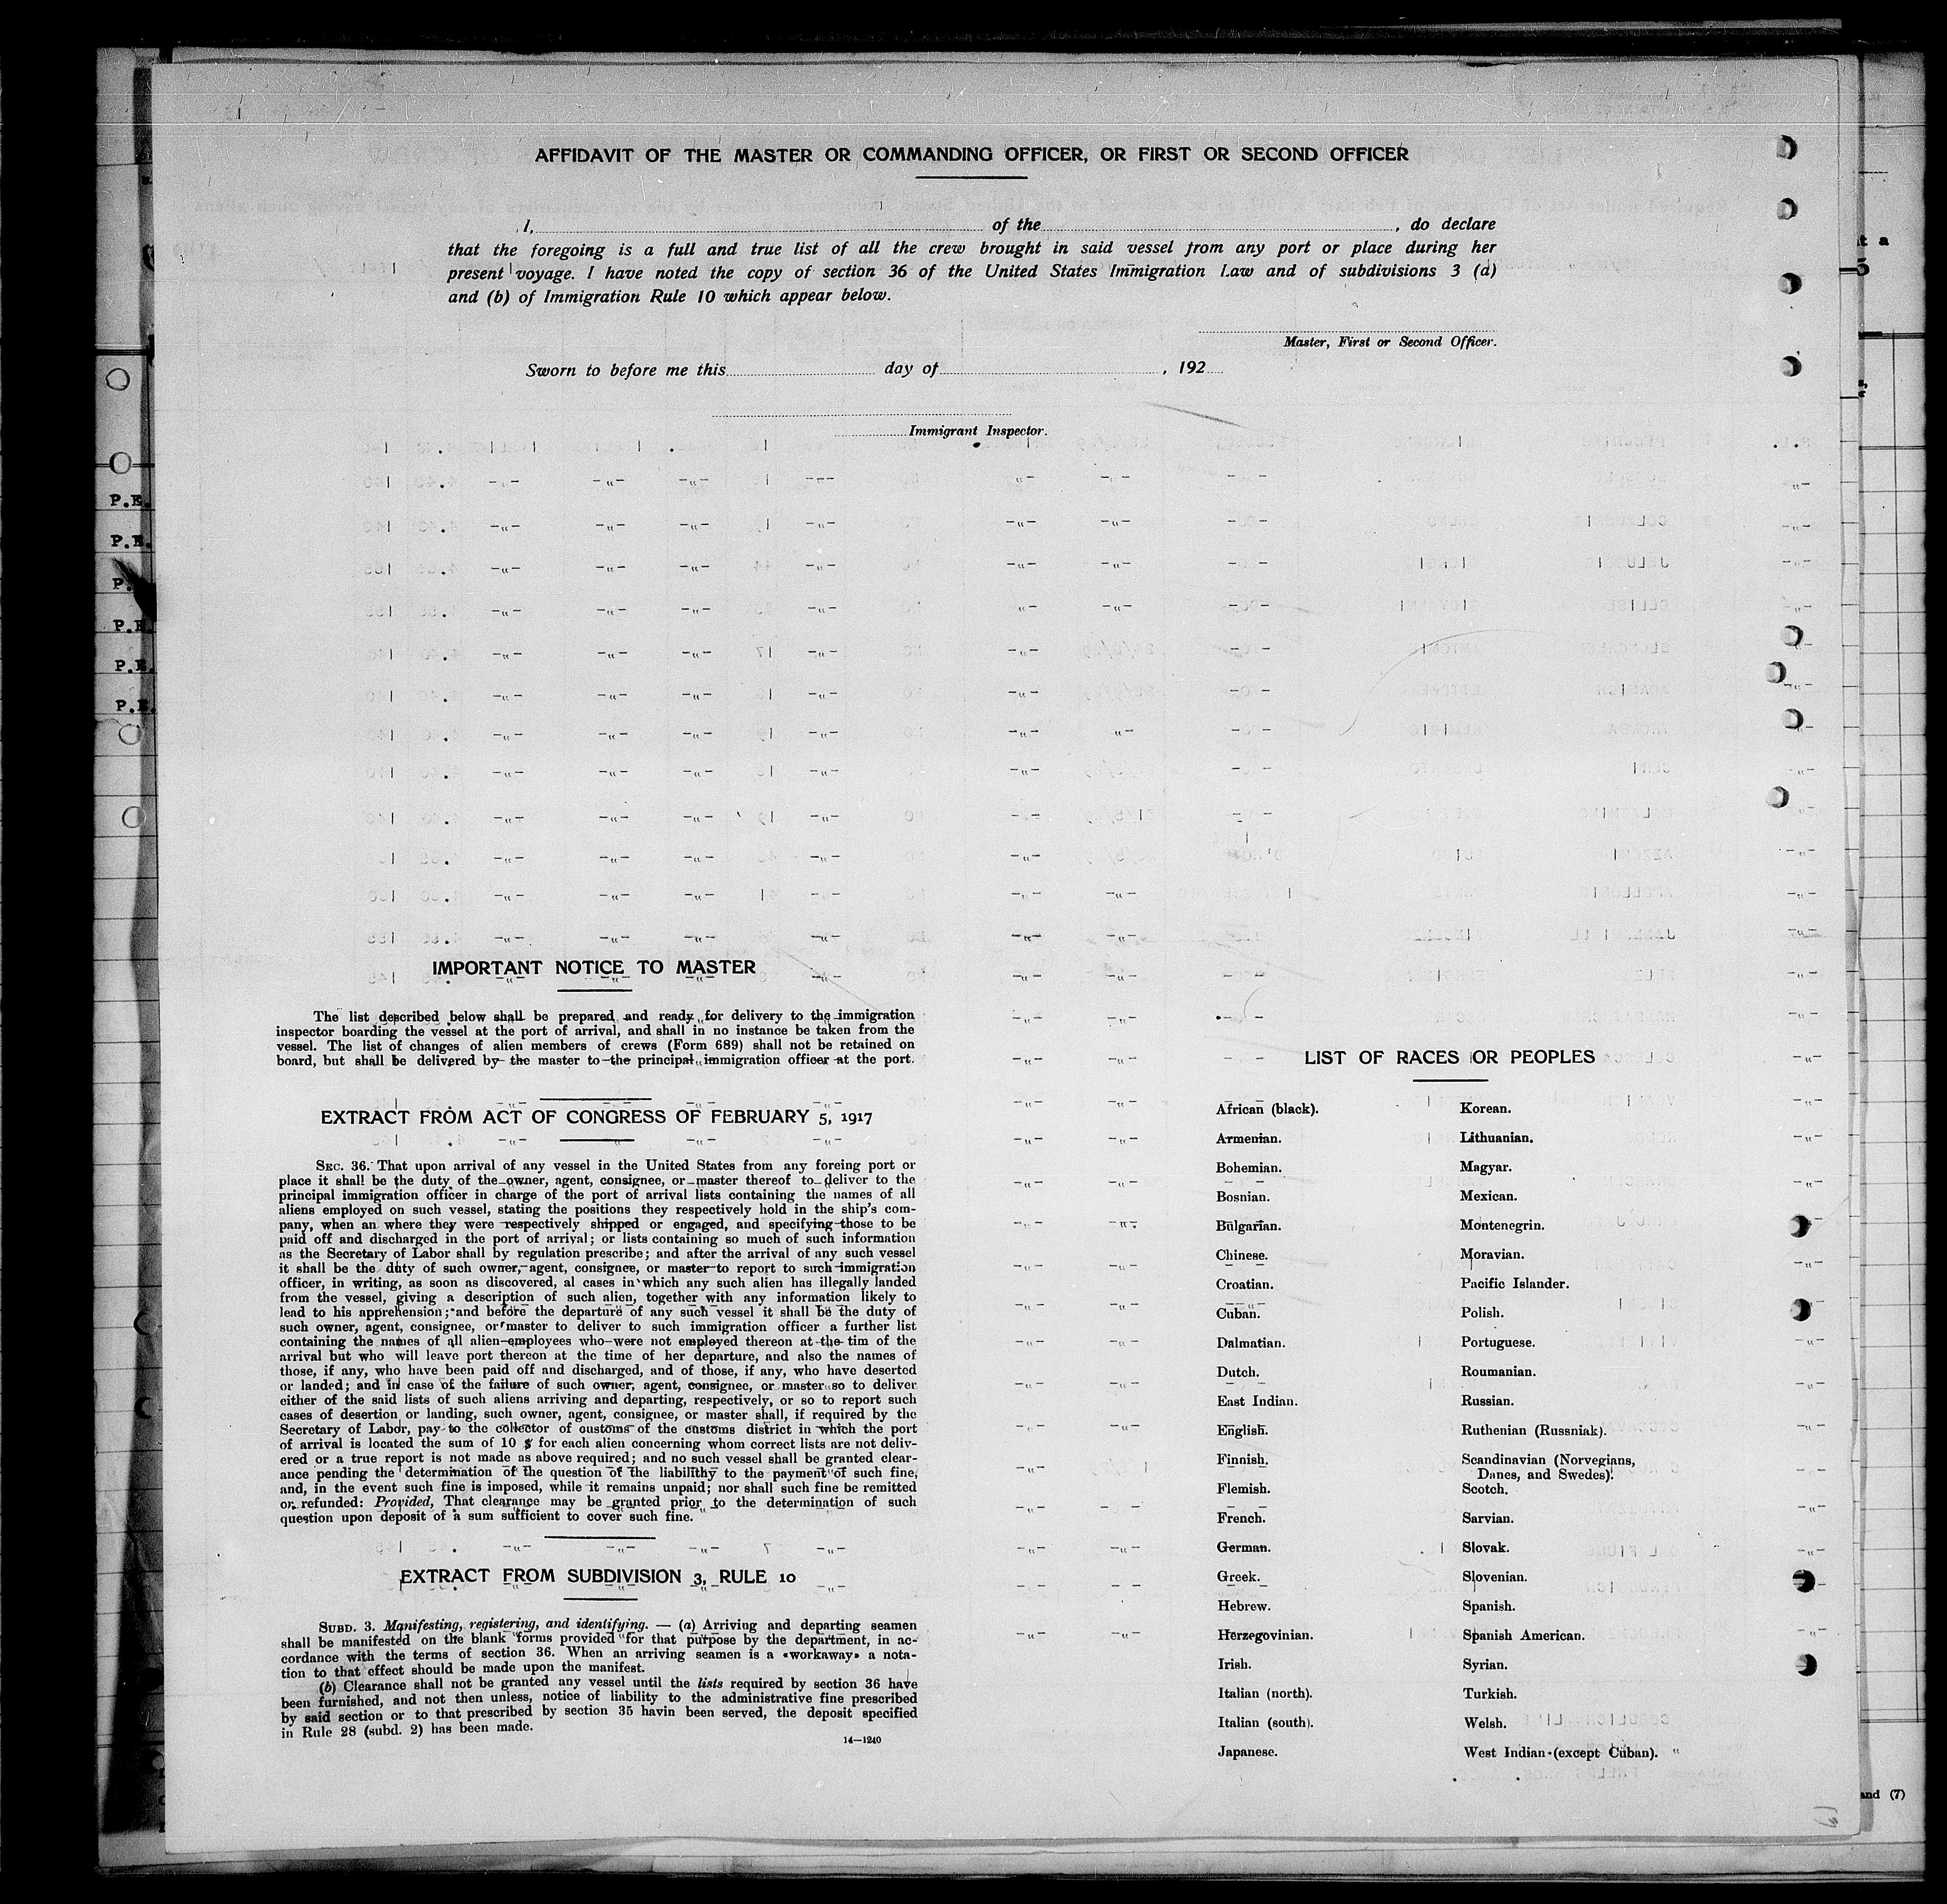 AFFIDAVIT OF THE MASTER OR COMMANDING OFFICER, OR FIRST OR SECOND OFFICER
I, of the , do declare
that the foregoing is a full and true list of all the crew brought in said vessel from any port or place during her
present voyage. I have noted the copy of section 36 of the United States Immigration Law and of subdivisions 3 (a)
and (b) of Immigration Rule 10 which appear below.
Master, First or Second Officer.
Sworn to before me this day of , 192
Immigrant Inspector.
P.E.
P.E.
P.
P.E.
P.E.
P.E.
IMPORTANT NOTICE TO MASTER
The list described below shall be prepared and ready for delivery to the immigration
inspector boarding the vessel at the port of arrival, and shall in no instance be taken from the
vessel. The list of changes of alien members of crews (Form 689) shall not be retained on
board, but shall be delivered by the master to the principal immigration officer at the port.
EXTRACT FROM ACT OF CONGRESS OF FEBRUARY 5, 1917
SEC. 36. That upon arrival of any vessel in the United States from any foreing port or
place it shall be the duty of the owner, agent, consignee, or master thereof to deliver to the
principal immigration officer in charge of the port of arrival lists containing the names of all
aliens employed on such vessel, stating the positions they respectively hold in the ship's com-
pany, when an where they were respectively shipped or engaged, and specifying those to be
paid off and discharged in the port of arrival; or lists containing so much of such information
as the Secretary of Labor shall by regulation prescribe; and after the arrival of any such vessel
it shall be the duty of such owner, agent, consignee, or master to report to such immigration
officer, in writing, as soon as discovered, al cases in which any such alien has illegally landed
from the vessel, giving a description of such alien, together with any information likely to
lead to his apprehension; and before the departure of any such vessel it shall be the duty of
such owner, agent, consignee, or master to deliver to such immigration officer a further list
containing the names of all alien employees who were not employed thereon at the tim of the
arrival but who will leave port thereon at the time of her departure, and also the names of
those, if any, who have been paid off and discharged, and of those, if any, who have deserted
or landed; and in case of the failure of such owner, agent, consignee, or master so to deliver
either of the said lists of such aliens arriving and departing, respectively, or so to report such
cases of desertion or landing, such owner, agent, consignee, or master shall, if required by the
Secretary of Labor, pay to the collector of customs of the customs district in which the port
of arrival is located the sum of 10 $ for each alien concerning whom correct lists are not deliv-
ered or a true report is not made as above required; and no such vessel shall be granted clear-
ance pending the determination of the question of the liabilithy to the payment of such fine,
and, in the event such fine is imposed, while it remains unpaid; nor shall such fine be remitted
or refunded: Provided, That clearance may be granted prior to the determination of such
question upon deposit of a sum sufficient to cover such fine.
EXTRACT FROM SUBDIVISION 3, RULE 10
SUBD. 3. Manifesting, registering, and identifying. — (a) Arriving and departing seamen
shall be manifested on the blank forms provided for that purpose by the department, in ac-
cordance with the terms of section 36. When an arriving seamen is a «workaway» a nota-
tion to that effect should be made upon the manifest.
(b) Clearance shall not be granted any vessel until the lists required by section 36 have
been furnished, and not then unless, notice of liability to the administrative fine prescribed
by said section or to that prescribed by section 35 havin been served, the deposit specified
in Rule 28 (subd. 2) has been made.
14—1240
LIST OF RACES OR PEOPLES
African (black).
Armenian.
Bohemian.
Bosnian.
Bulgarian.
Chinese.
Croatian.
Cuban.
Dalmatian.
Dutch.
East Indian.
English.
Finnish.
Flemish.
French.
German.
Greek.
Hebrew.
Herzegovinian.
Irish.
Italian (north).
Italian (south).
Japanese.
Korean.
Lithuanian.
Magyar.
Mexican.
Montenegrin.
Moravian.
Pacific Islander.
Polish.
Portuguese.
Roumanian.
Russian.
Ruthenian (Russniak).
Scandinavian (Norvegians,
Danes, and Swedes).
Scotch.
Sarvian.
Slovak.
Slovenian.
Spanish.
Spanish American.
Syrian.
Turkish.
Welsh.
West Indian (except Cuban).
and (7)